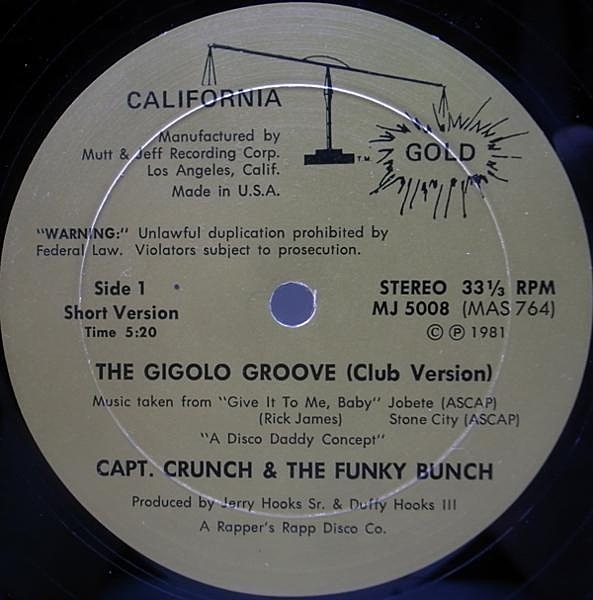 CALIFORNIA
GOLD
T.M.
Manufactured by
Mutt & Jeff Recording Corp.
Los Angeles, Calif.
Made in U.S.A.
"WARNING:" Unlawful duplication prohibited by
Federal Law. Violators subject to prosecution.
Side 1
Short Version
Time 5:20
STEREO 33⅓ RPM
MJ 5008 (MAS 764)
© ℗ 1981
THE GIGOLO GROOVE (Club Version)
Music taken from "Give It To Me, Baby" Jobete (ASCAP)
(Rick James) Stone City (ASCAP)
"A Disco Daddy Concept"
CAPT. CRUNCH & THE FUNKY BUNCH
Produced by Jerry Hooks Sr. & Duffy Hooks III
A Rapper's Rapp Disco Co.